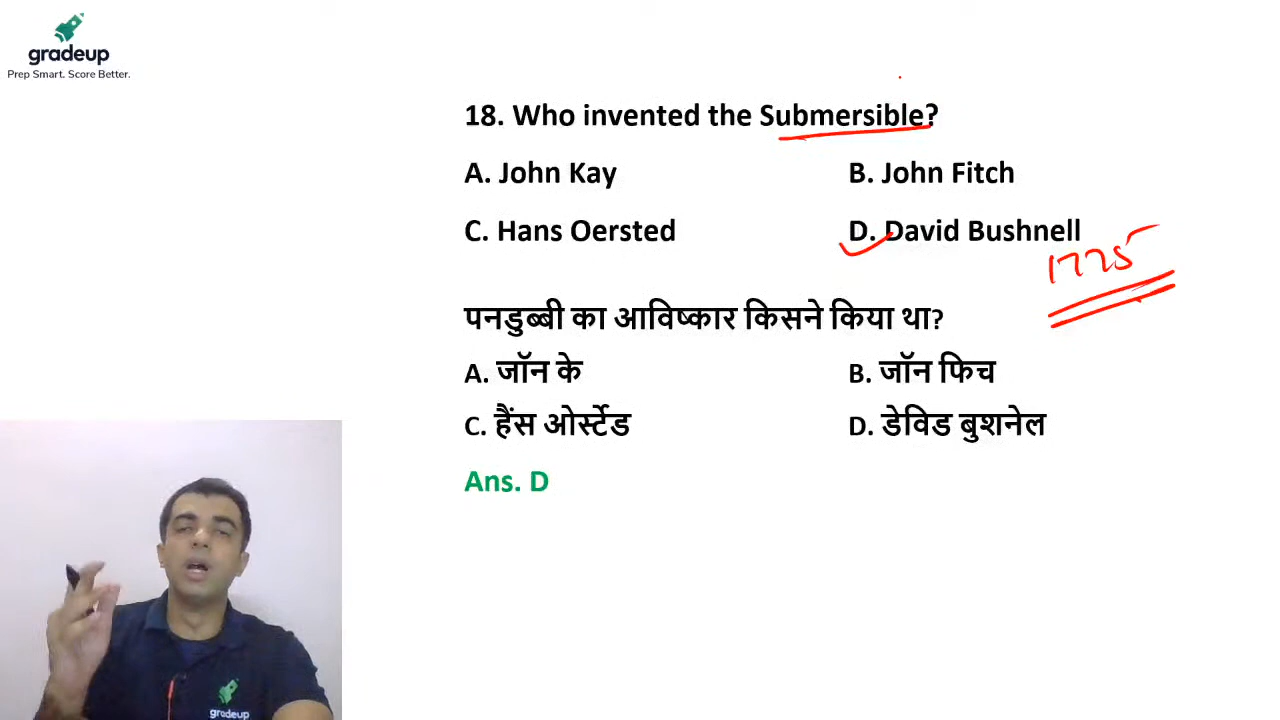 gradeup
Prep Smart. Score Better.
18. Who invented the Submersible?
A. John Kay B. John Fitch
C. Hans Oersted D. David Bushnell
1775
पनडुब्बी का आविष्कार किसने किया था?
A. जॉन के B. जॉन फिच
C. हैंस ओर्स्टेड D. डेविड बुशनेल
Ans. D
gradeup